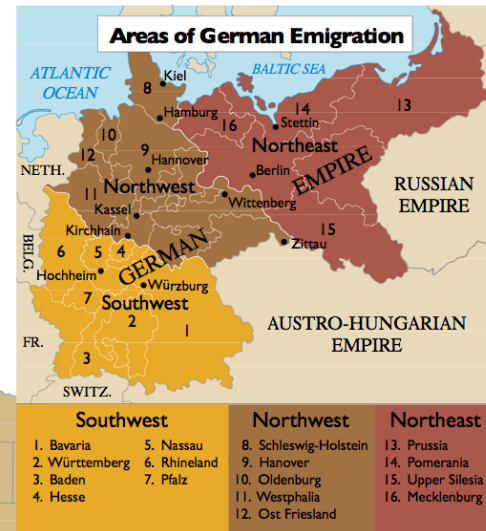 Areas of German Emigration
ATLANTIC
OCEAN
BALTIC SEA
Kiel
8
Hamburg
14
13
16
Stettin
10
9
Northeast
12
Hannover
NETH.
Berlin
EMPIRE
Northwest
11
RUSSIAN
EMPIRE
Wittenberg
Kassel
Kirchhain
15
BELG.
GERMAN
Zittau
6
5
4
Hochheim
Würzburg
7
Southwest
2
1
AUSTRO-HUNGARIAN
EMPIRE
FR.
3
SWITZ.
Southwest
1. Bavaria
2. Württemberg
3. Baden
4. Hesse
5. Nassau
6. Rhineland
7. Pfalz
Northwest
8. Schleswig-Holstein
9. Hanover
10. Oldenburg
11. Westphalia
12. Ost Friesland
Northeast
13. Prussia
14. Pomerania
15. Upper Silesia
16. Mecklenburg